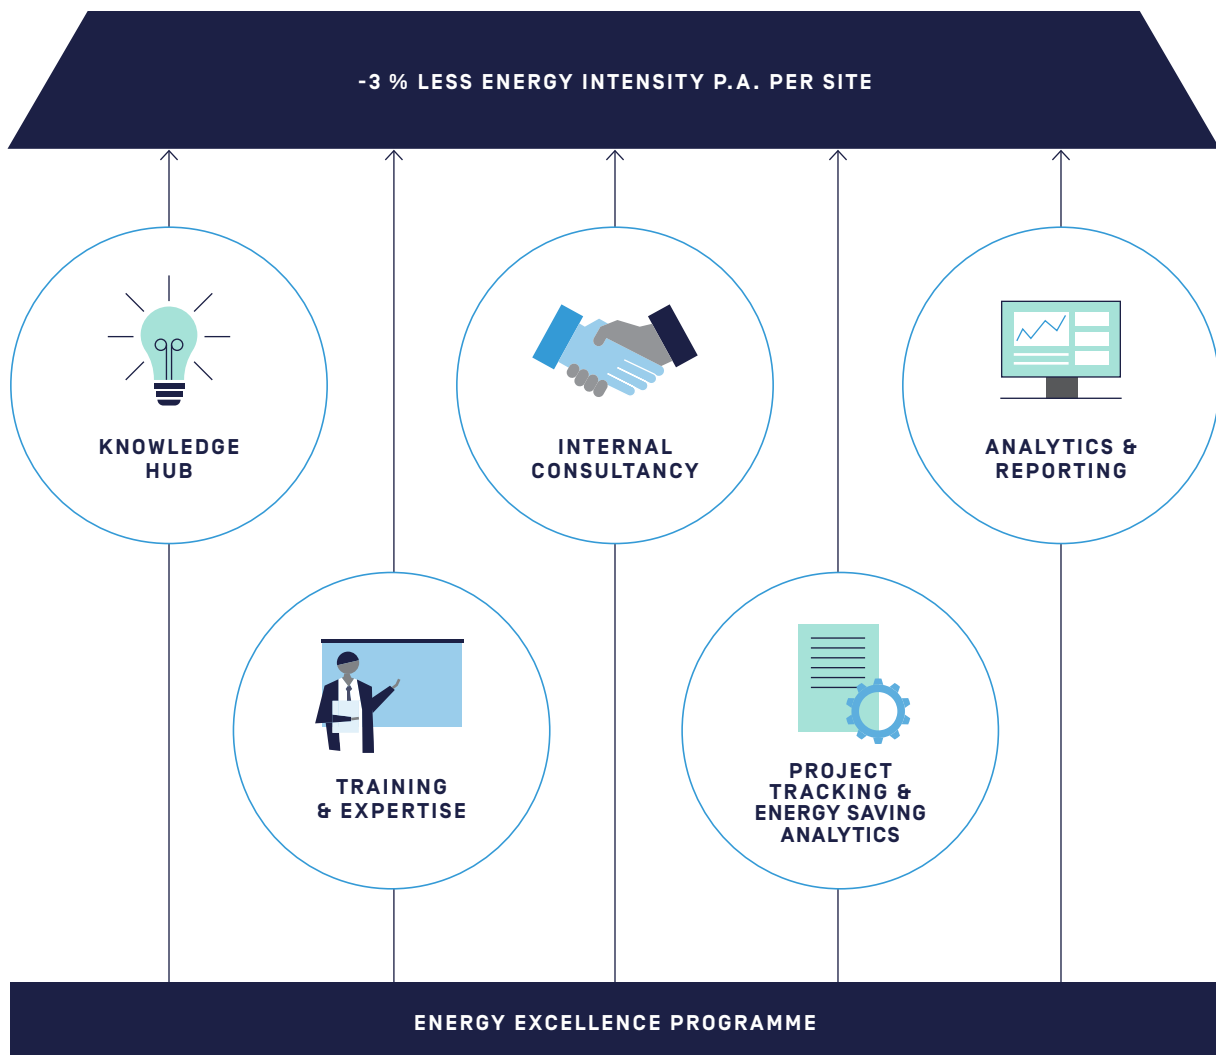 -3 % LESS ENERGY INTENSITY P.A. PER SITE
KNOWLEDGE
HUB
INTERNAL
CONSULTANCY
ANALYTICS &
REPORTING
TRAINING
& EXPERTISE
PROJECT
TRACKING &
ENERGY SAVING
ANALYTICS
ENERGY EXCELLENCE PROGRAMME